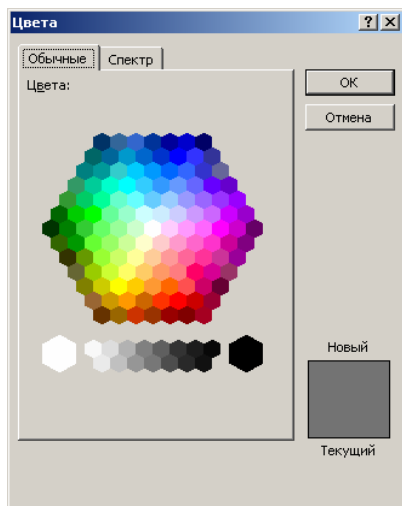 Цвета
Обычные
Спектр
Цвета:
ОК
Отмена
Новый
Текущий